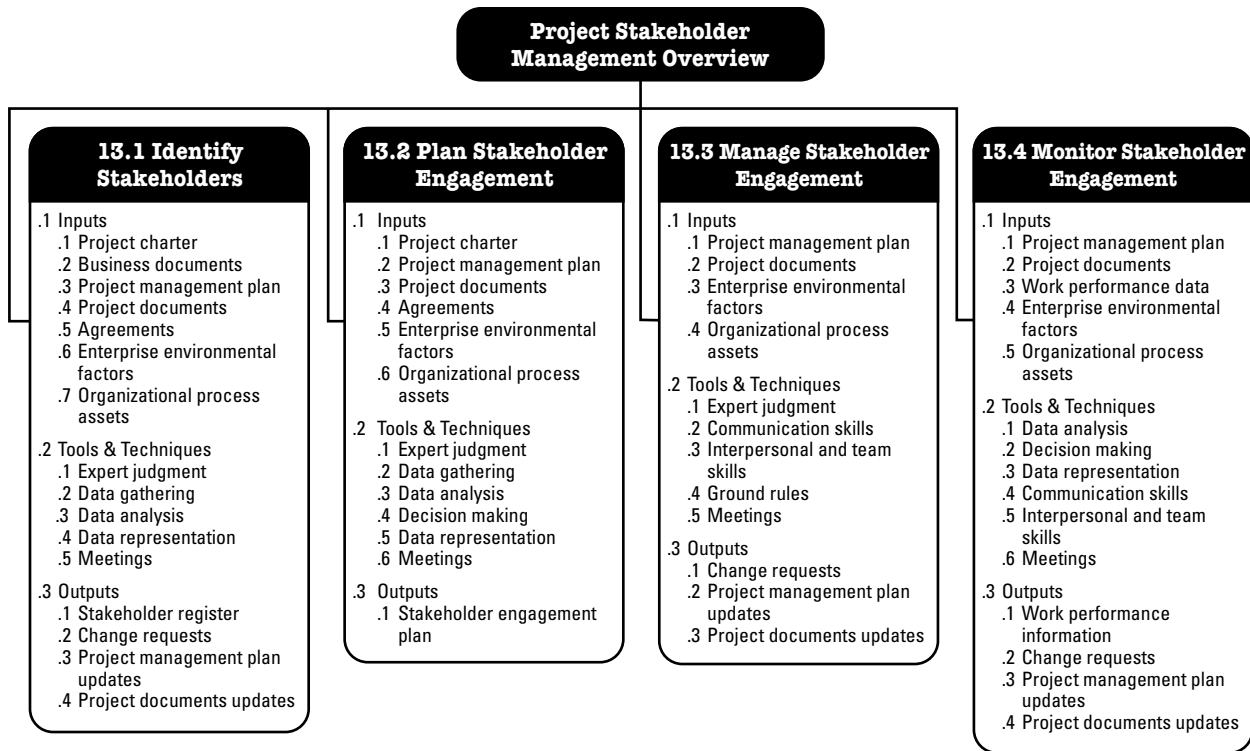 Project Stakeholder
Management Overview
13.1 Identify
Stakeholders
.1 Inputs
.1 Project charter
.2 Business documents
.3 Project management plan
.4 Project documents
.5 Agreements
.6 Enterprise environmental
factors
.7 Organizational process
assets
.2 Tools & Techniques
.1 Expert judgment
.2 Data gathering
.3 Data analysis
.4 Data representation
.5 Meetings
.3 Outputs
.1 Stakeholder register
.2 Change requests
.3 Project management plan
updates
.4 Project documents updates
13.2 Plan Stakeholder
Engagement
.1 Inputs
.1 Project charter
.2 Project management plan
.3 Project documents
.4 Agreements
.5 Enterprise environmental
factors
.6 Organizational process
assets
.2 Tools & Techniques
.1 Expert judgment
.2 Data gathering
.3 Data analysis
.4 Decision making
.5 Data representation
.6 Meetings
.3 Outputs
.1 Stakeholder engagement
plan
13.3 Manage Stakeholder
Engagement
.1 Inputs
.1 Project management plan
.2 Project documents
.3 Enterprise environmental
factors
.4 Organizational process
assets
.2 Tools & Techniques
.1 Expert judgment
.2 Communication skills
.3 Interpersonal and team
skills
.4 Ground rules
.5 Meetings
.3 Outputs
.1 Change requests
.2 Project management plan
updates
.3 Project documents updates
13.4 Monitor Stakeholder
Engagement
.1 Inputs
.1 Project management plan
.2 Project documents
.3 Work performance data
.4 Enterprise environmental
factors
.5 Organizational process
assets
.2 Tools & Techniques
.1 Data analysis
.2 Decision making
.3 Data representation
.4 Communication skills
.5 Interpersonal and team
skills
.6 Meetings
.3 Outputs
.1 Work performance
information
.2 Change requests
.3 Project management plan
updates
.4 Project documents updates